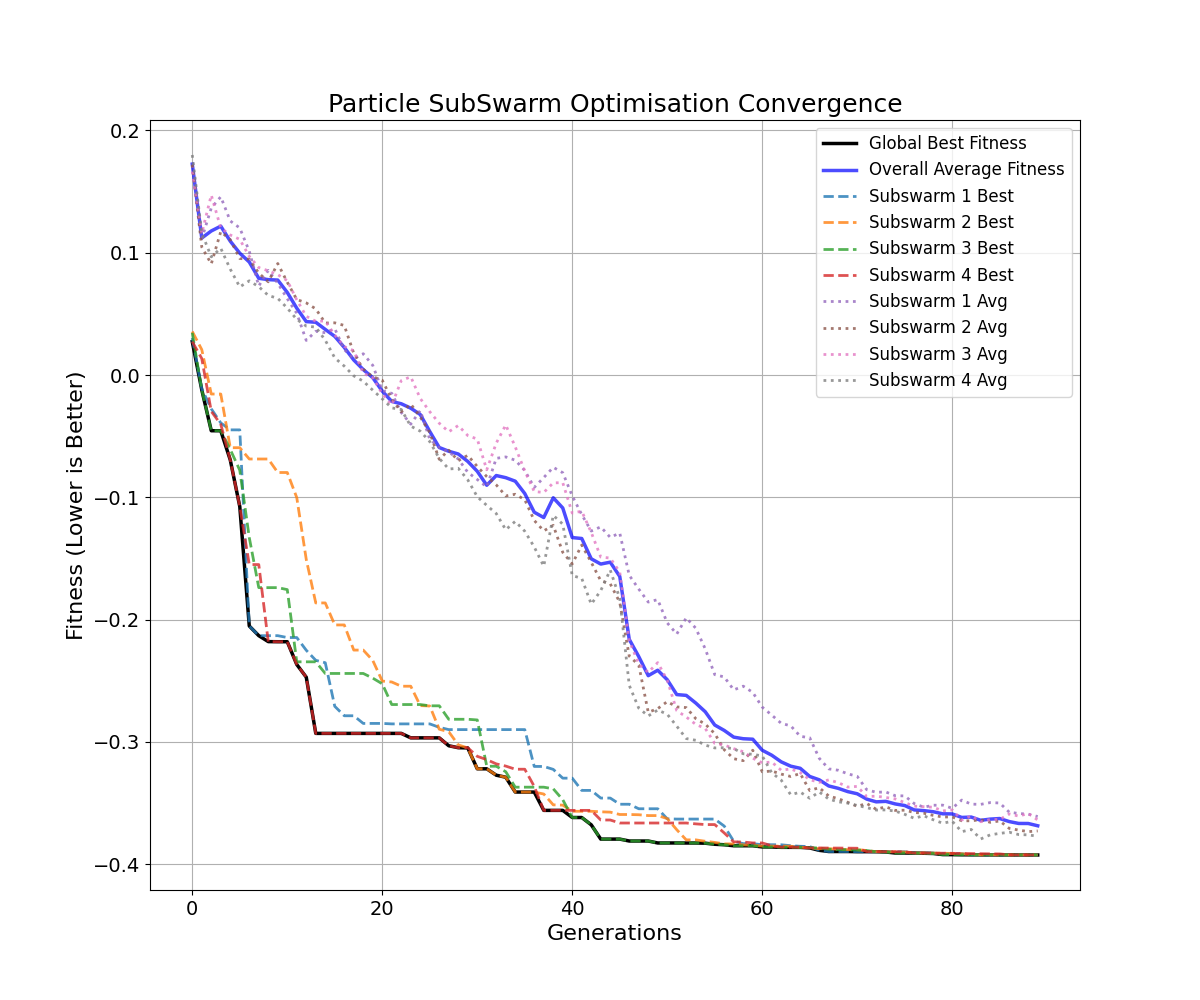 Particle SubSwarm Optimisation Convergence
0.2
0.1
0.0
−0.1
−0.2
−0.3
−0.4
Fitness (Lower is Better)
Global Best Fitness
Overall Average Fitness
Subswarm 1 Best
Subswarm 2 Best
Subswarm 3 Best
Subswarm 4 Best
Subswarm 1 Avg
Subswarm 2 Avg
Subswarm 3 Avg
Subswarm 4 Avg
0 20 40 60 80
Generations